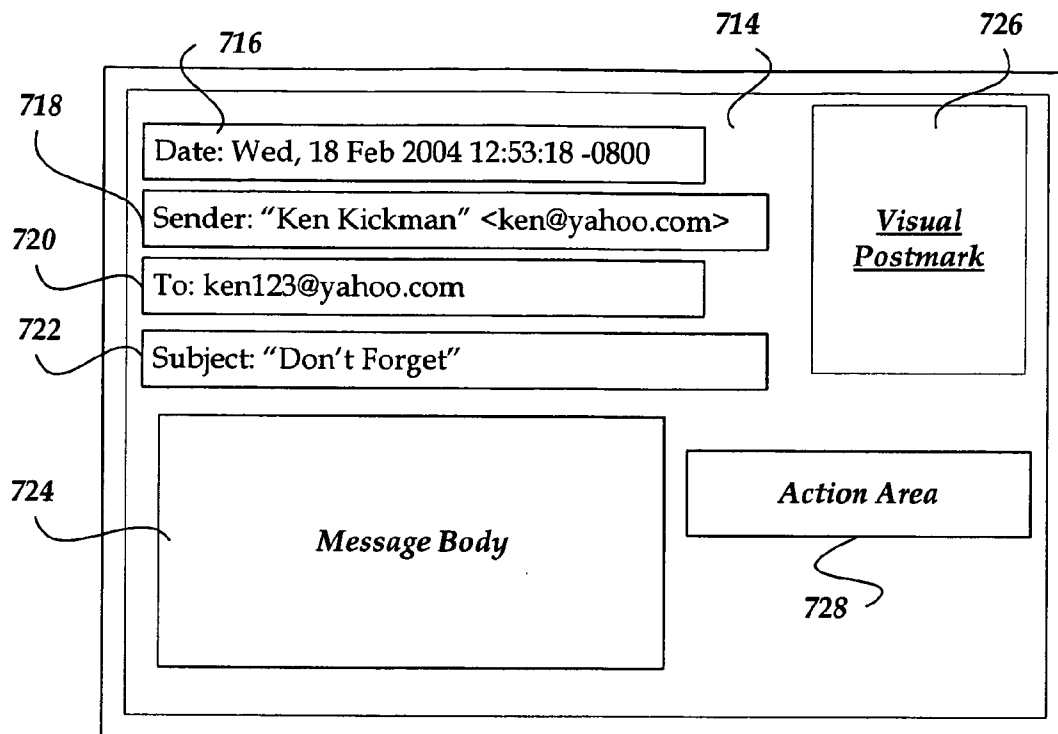 716
714
726
718
Date: Wed, 18 Feb 2004 12:53:18 -0800
Sender: “Ken Kickman” <ken@yahoo.com>
Visual
Postmark
720
To: ken123@yahoo.com
722
Subject: “Don’t Forget”
724
Message Body
Action Area
728